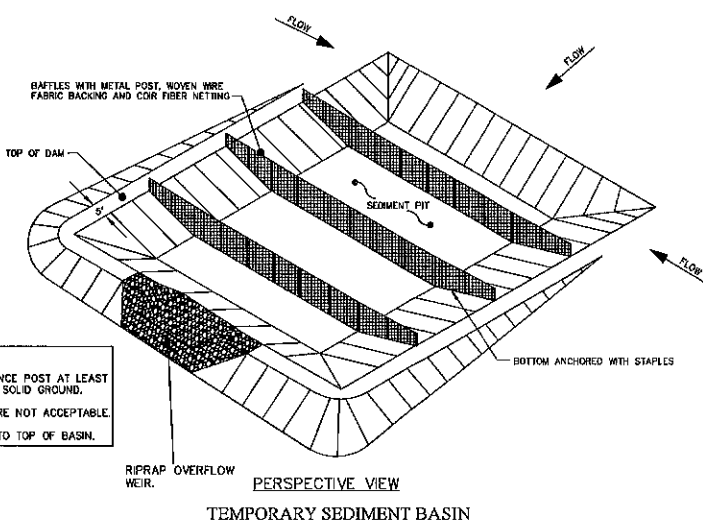 FLOW
FLOW
BAFFLES WITH METAL POST, WOVEN WIRE
FABRIC BACKING AND COIR FIBER NETTING
TOP OF DAM
5'
SEDIMENT PIT
FLOW
BOTTOM ANCHORED WITH STAPLES
POST AT LEAST
SOLID GROUND.
NOT ACCEPTABLE.
TO TOP OF BASIN.
RIPRAP OVERFLOW
WEIR.
PERSPECTIVE VIEW
TEMPORARY SEDIMENT BASIN